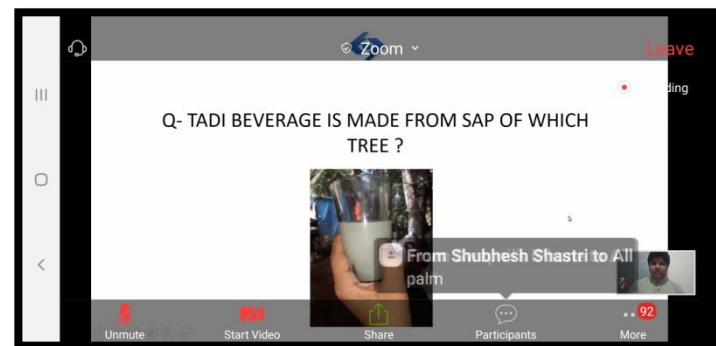 Zoom
Leave
ding
Q- TADI BEVERAGE IS MADE FROM SAP OF WHICH
TREE ?
From Shubhesh Shastri to All
palm
92
Unmute
Start Video
Share
Participants
More